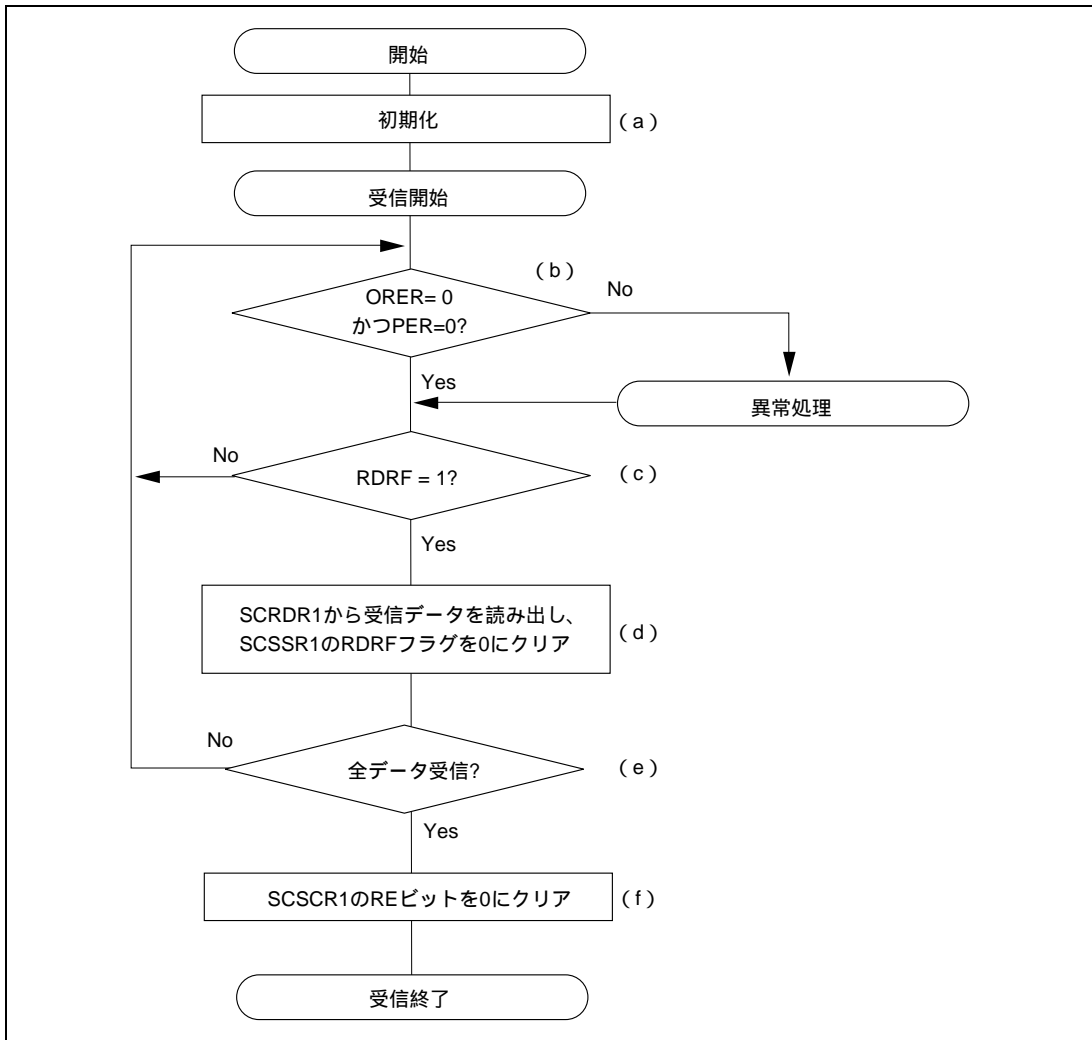 開始
初期化
(a)
受信開始
(b)
ORER= 0
かつPER=0?
No
Yes
異常処理
No
RDRF = 1?
(c)
Yes
SCRDR1から受信データを読み出し、
SCSSR1のRDRFフラグを0にクリア
(d)
No
全データ受信?
(e)
Yes
SCSCR1のREビットを0にクリア
(f)
受信終了